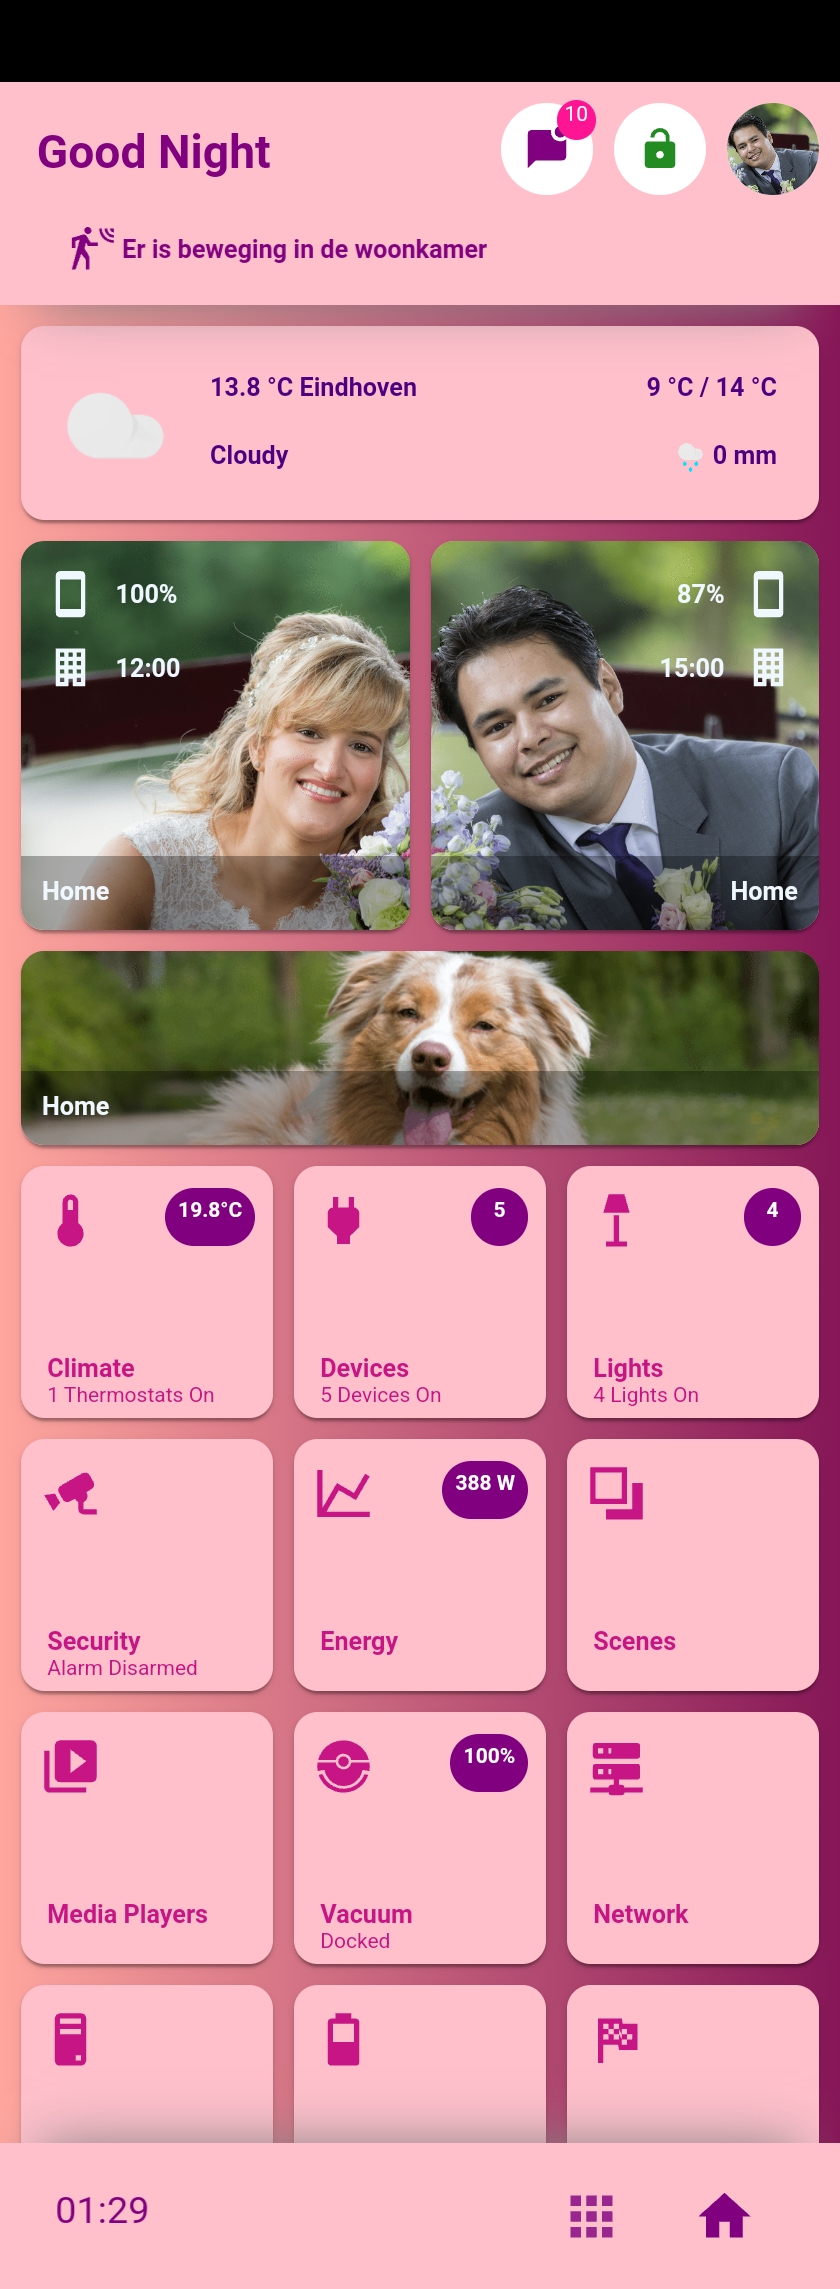 10
Good Night
Er is beweging in de woonkamer
13.8 °C Eindhoven
9 °C / 14 °C
Cloudy
0 mm
100%
12:00
Home
87%
15:00
Home
Home
19.8°C
Climate
1 Thermostats On
5
Devices
5 Devices On
4
Lights
4 Lights On
Security
Alarm Disarmed
388 W
Energy
Scenes
Media Players
100%
Vacuum
Docked
Network
01:29